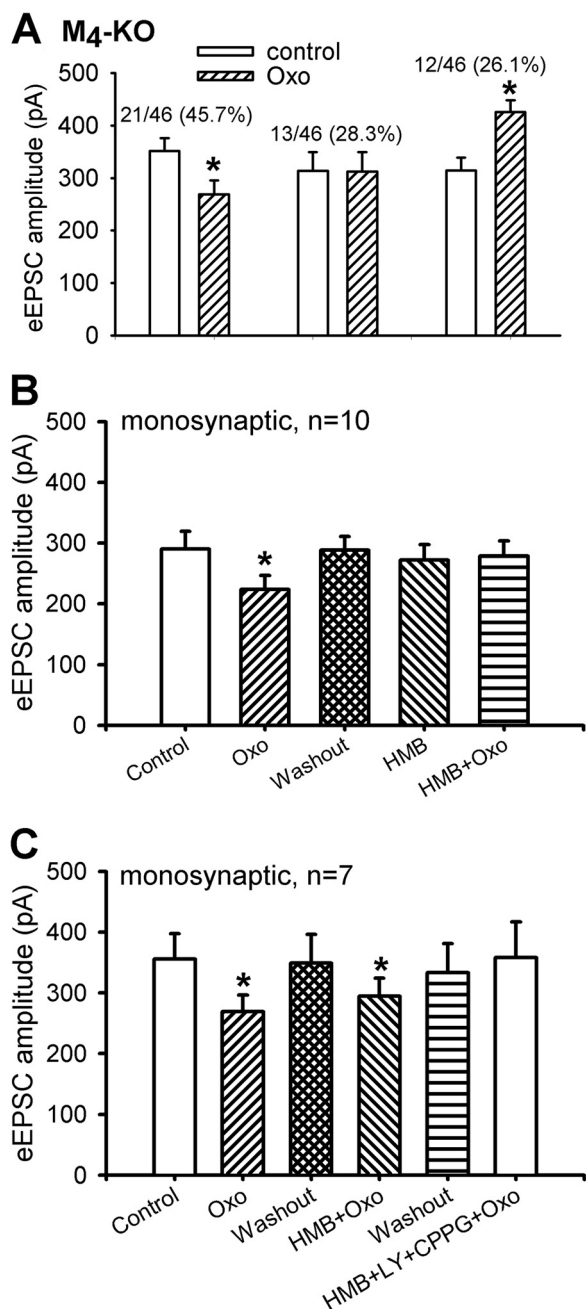 A M₄-KO
control
Oxo
21/46 (45.7%)
13/46 (28.3%)
12/46 (26.1%)
*
*
eEPSC amplitude (pA)
500
400
300
200
100
0
B
monosynaptic, n=10
*
eEPSC amplitude (pA)
500
400
300
200
100
0
Control
Oxo
Washout
HMB
HMB+Oxo
C
monosynaptic, n=7
*
*
eEPSC amplitude (pA)
500
400
300
200
100
0
Control
Oxo
Washout
HMB+Oxo
Washout
HMB+LY+CPPG+Oxo